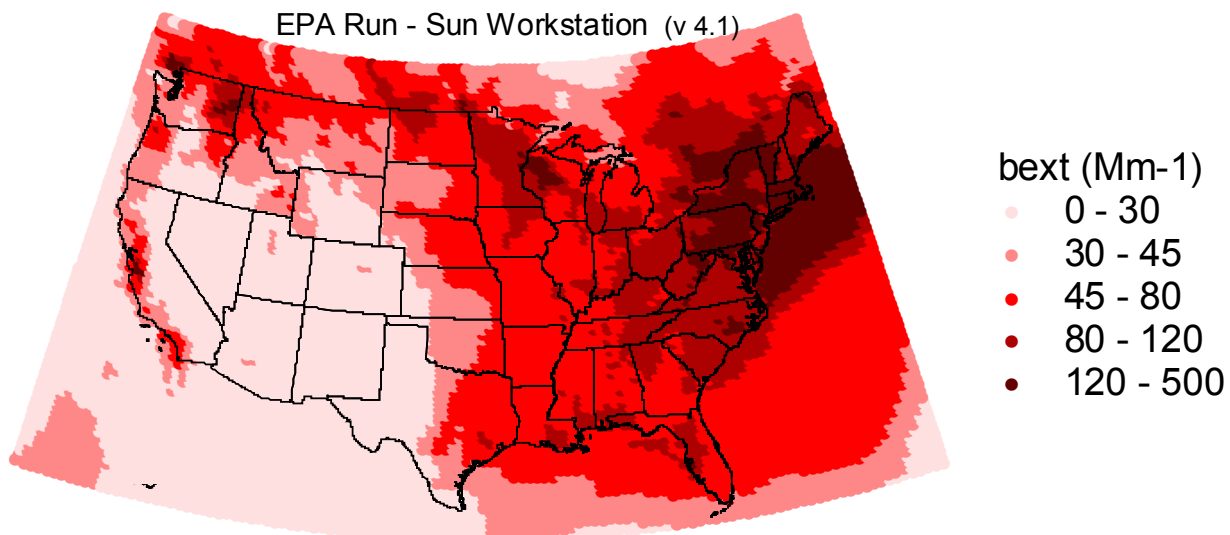 EPA Run - Sun Workstation (v 4.1)
bext (Mm-1)
0 - 30
30 - 45
45 - 80
80 - 120
120 - 500